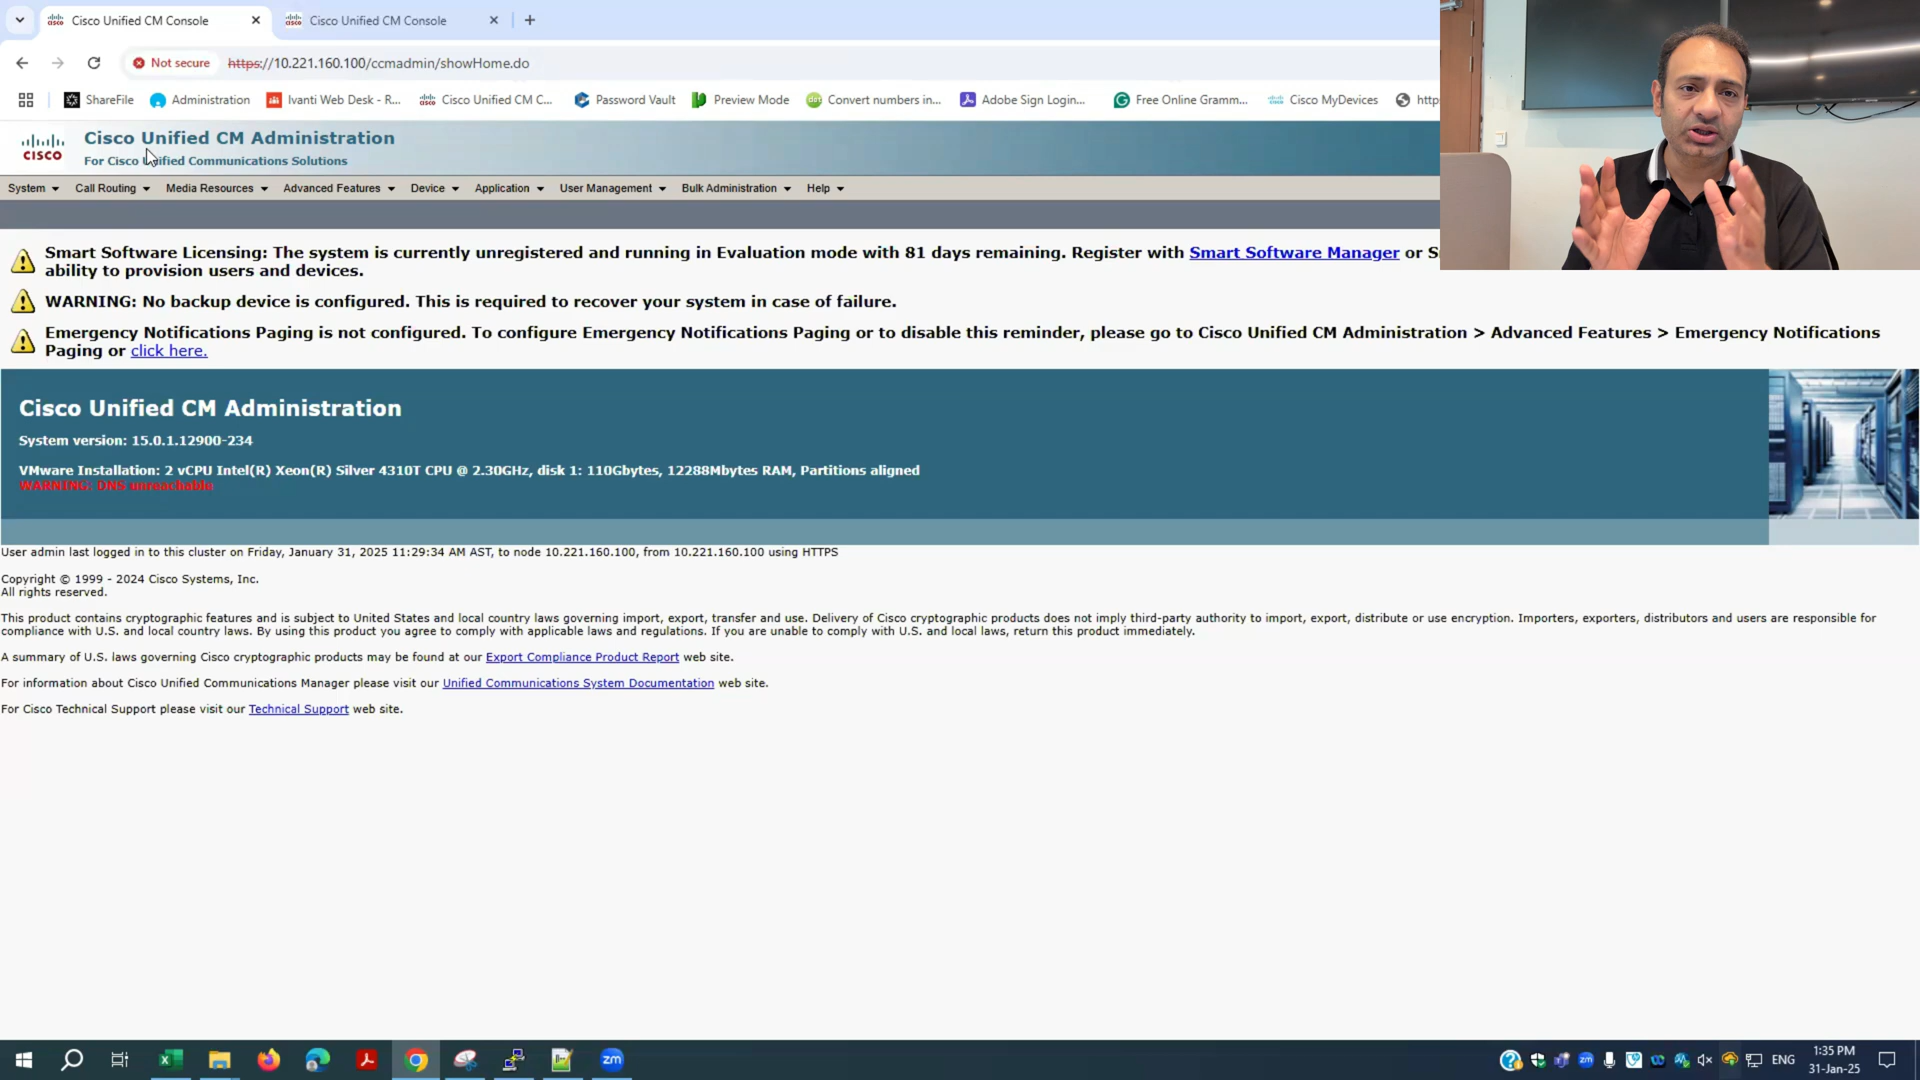 Cisco Unified CM Console
Cisco Unified CM Console
Not secure https://10.221.160.100/ccmadmin/showHome.do
ShareFile Administration Ivanti Web Desk - R... Cisco Unified CM C... Password Vault Preview Mode Convert numbers in... Adobe Sign Login... Free Online Gramm... Cisco MyDevices http
CISCO
Cisco Unified CM Administration
For Cisco Unified Communications Solutions
System Call Routing Media Resources Advanced Features Device Application User Management Bulk Administration Help
Smart Software Licensing: The system is currently unregistered and running in Evaluation mode with 81 days remaining. Register with Smart Software Manager or S
ability to provision users and devices.
WARNING: No backup device is configured. This is required to recover your system in case of failure.
Emergency Notifications Paging is not configured. To configure Emergency Notifications Paging or to disable this reminder, please go to Cisco Unified CM Administration > Advanced Features > Emergency Notifications
Paging or click here.
Cisco Unified CM Administration
System version: 15.0.1.12900-234
VMware Installation: 2 vCPU Intel(R) Xeon(R) Silver 4310T CPU @ 2.30GHz, disk 1: 110Gbytes, 12288Mbytes RAM, Partitions aligned
WARNING: DNS unreachable
User admin last logged in to this cluster on Friday, January 31, 2025 11:29:34 AM AST, to node 10.221.160.100, from 10.221.160.100 using HTTPS
Copyright © 1999 - 2024 Cisco Systems, Inc.
All rights reserved.
This product contains cryptographic features and is subject to United States and local country laws governing import, export, transfer and use. Delivery of Cisco cryptographic products does not imply third-party authority to import, export, distribute or use encryption. Importers, exporters, distributors and users are responsible for
compliance with U.S. and local country laws. By using this product you agree to comply with applicable laws and regulations. If you are unable to comply with U.S. and local laws, return this product immediately.
A summary of U.S. laws governing Cisco cryptographic products may be found at our Export Compliance Product Report web site.
For information about Cisco Unified Communications Manager please visit our Unified Communications System Documentation web site.
For Cisco Technical Support please visit our Technical Support web site.
zm
ENG
1:35 PM
31-Jan-25